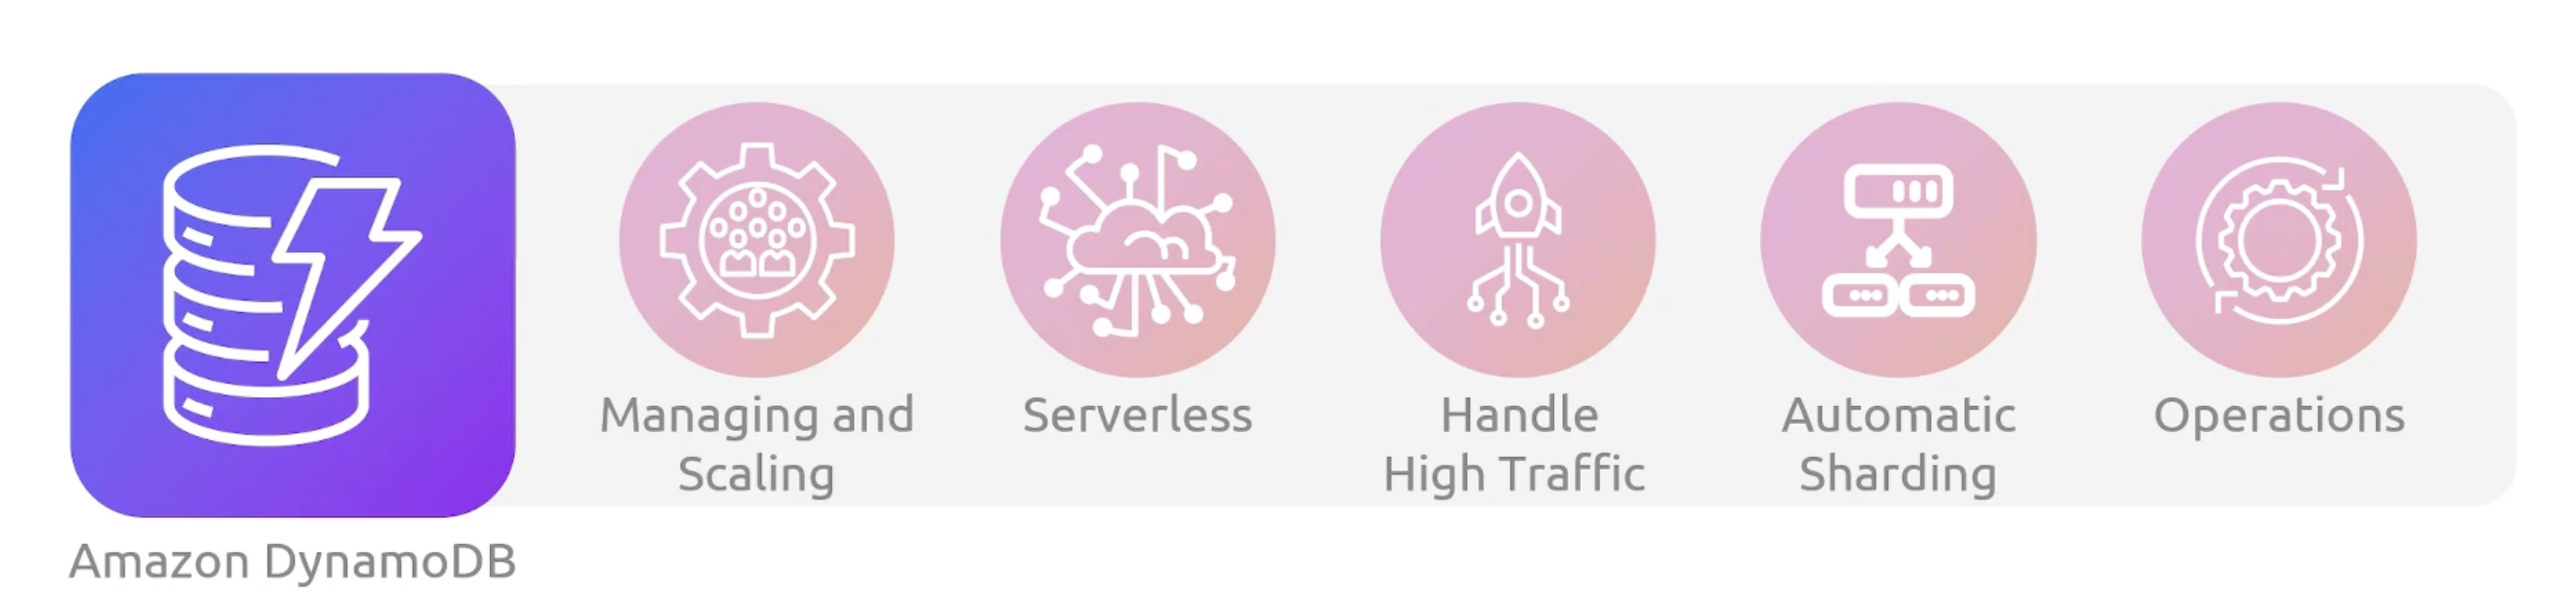 Managing and
Scaling
Serverless
Handle
High Traffic
Automatic
Sharding
Operations
Amazon DynamoDB